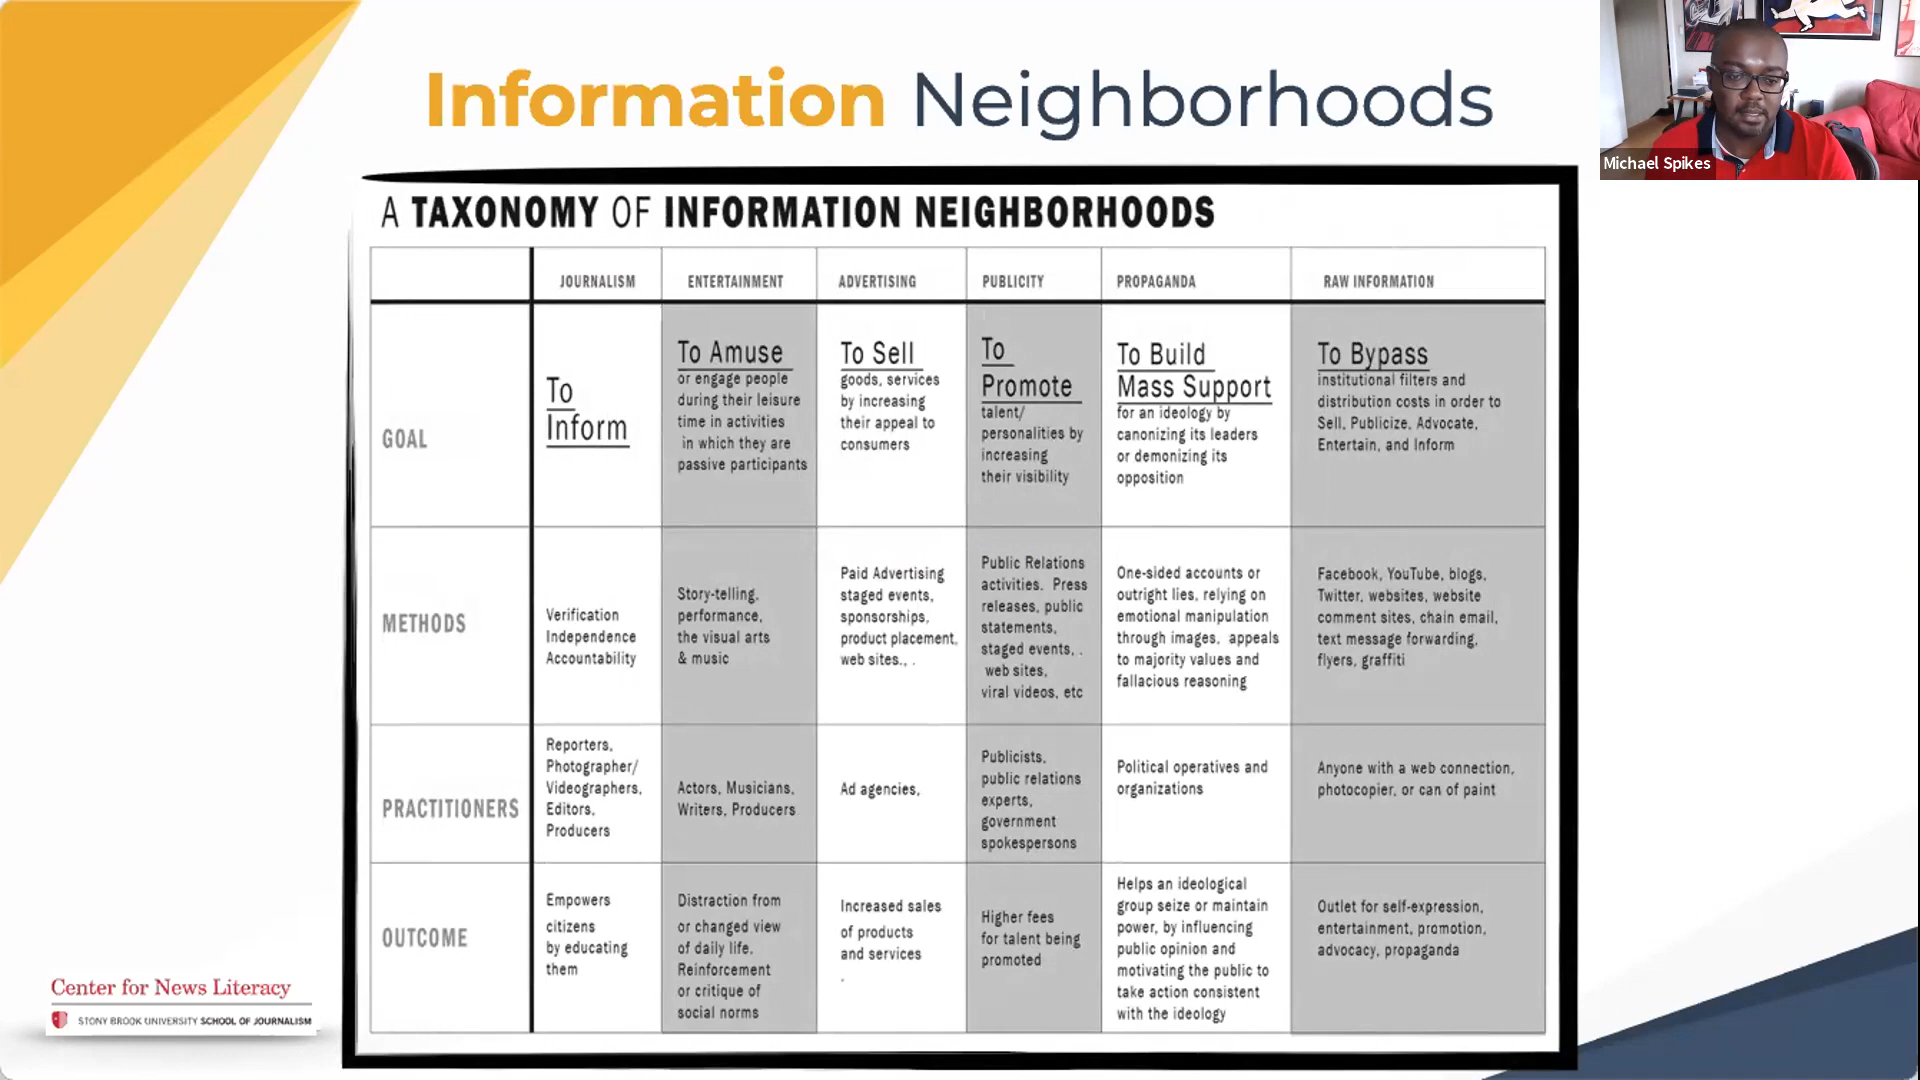 Information Neighborhoods
Michael Spikes
A TAXONOMY OF INFORMATION NEIGHBORHOODS
JOURNALISM
ENTERTAINMENT
ADVERTISING
PUBLICITY
PROPAGANDA
RAW INFORMATION
GOAL
To
Inform
To Amuse
or engage people
during their leisure
time in activities
in which they are
passive participants
To Sell
goods, services
by increasing
their appeal to
consumers
To
Promote
talent/
personalities by
increasing
their visibility
To Build
Mass Support
for an ideology by
canonizing its leaders
or demonizing its
opposition
To Bypass
institutional filters and
distribution costs in order to
Sell, Publicize, Advocate,
Entertain, and Inform
METHODS
Verification
Independence
Accountability
Story-telling,
performance,
the visual arts
& music
Paid Advertising
staged events,
sponsorships,
product placement,
web sites., .
Public Relations
activities. Press
releases, public
statements,
staged events, .
web sites,
viral videos, etc
One-sided accounts or
outright lies, relying on
emotional manipulation
through images, appeals
to majority values and
fallacious reasoning
Facebook, YouTube, blogs,
Twitter, websites, website
comment sites, chain email,
text message forwarding,
flyers, graffiti
PRACTITIONERS
Reporters,
Photographer/
Videographers,
Editors,
Producers
Actors, Musicians,
Writers, Producers
Ad agencies,
Publicists,
public relations
experts,
government
spokespersons
Political operatives and
organizations
Anyone with a web connection,
photocopier, or can of paint
OUTCOME
Empowers
citizens
by educating
them
Distraction from
or changed view
of daily life.
Reinforcement
or critique of
social norms
Increased sales
of products
and services
.
Higher fees
for talent being
promoted
Helps an ideological
group seize or maintain
power, by influencing
public opinion and
motivating the public to
take action consistent
with the ideology
Outlet for self-expression,
entertainment, promotion,
advocacy, propaganda
Center for News Literacy
STONY BROOK UNIVERSITY SCHOOL OF JOURNALISM